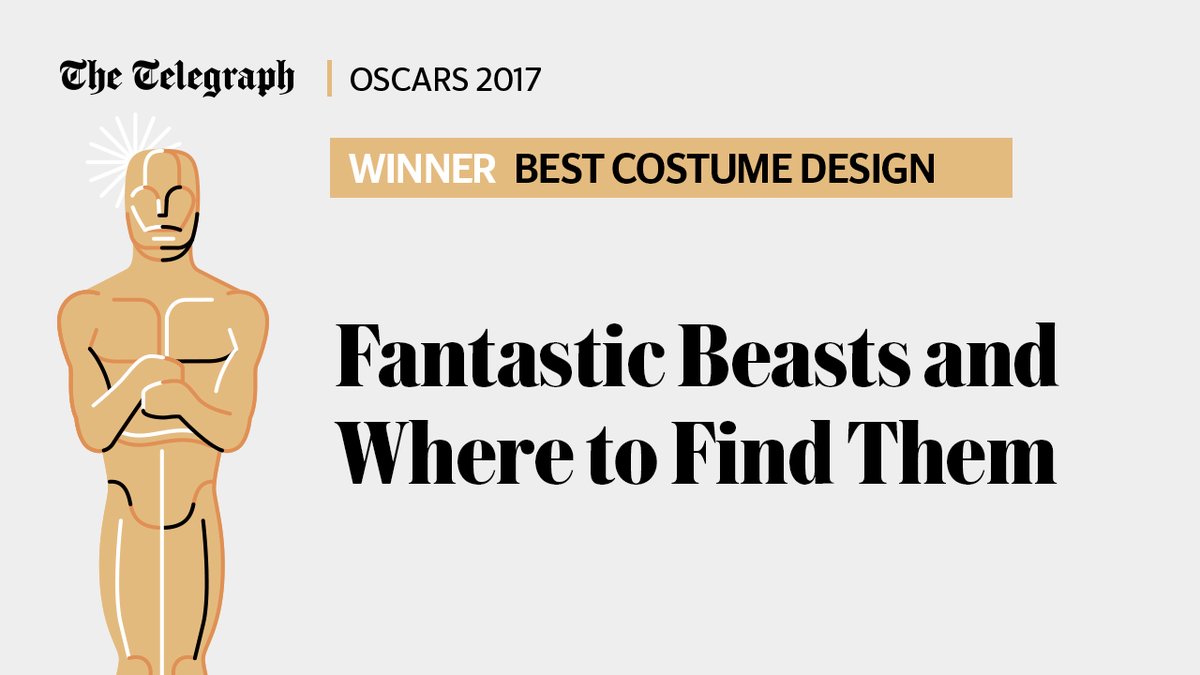 The Telegraph OSCARS 2017
WINNER BEST COSTUME DESIGN
Fantastic Beasts and
Where to Find Them